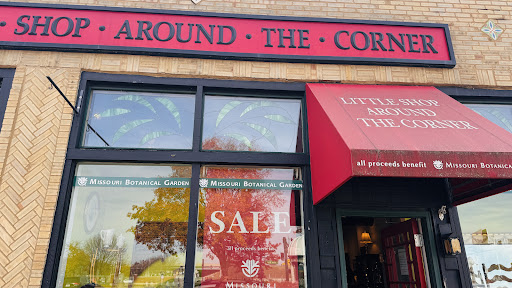 · SHOP · AROUND · THE · CORNER
LITTLE SHOP
AROUND
THE CORNER
all proceeds benefit MISSOURI BOTANICAL
MISSOURI BOTANICAL GARDEN
MISSOURI BOTANICAL GARDEN
SALE
all proceeds benefit
MISSOURI